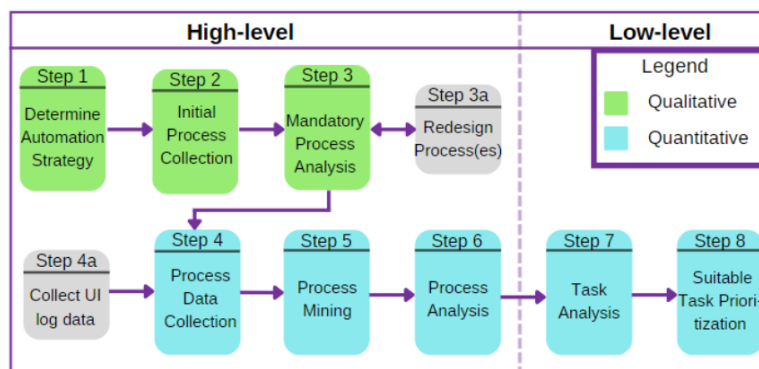 High-level
Low-level
Legend
Qualitative
Quantitative
Step 1
Determine
Automation
Strategy
Step 2
Initial
Process
Collection
Step 3
Mandatory
Process
Analysis
Step 3a
Redesign
Process(es)
Step 4a
Collect UI
log data
Step 4
Process
Data
Collection
Step 5
Process
Mining
Step 6
Process
Analysis
Step 7
Task
Analysis
Step 8
Suitable
Task Priori-
tization